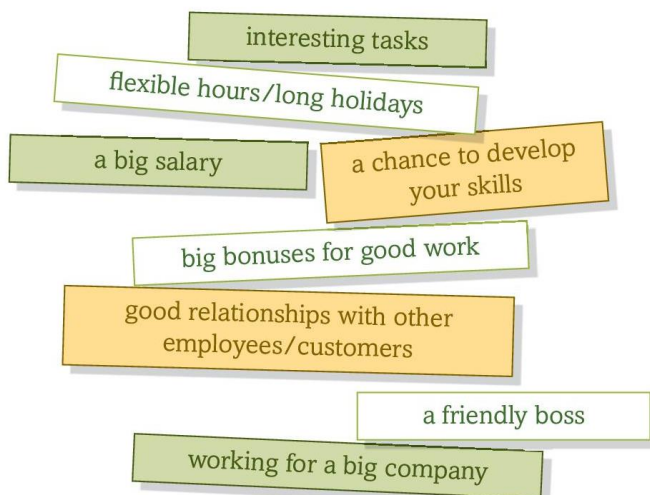 interesting tasks
flexible hours/long holidays
a big salary
a chance to develop
your skills
big bonuses for good work
good relationships with other
employees/customers
a friendly boss
working for a big company